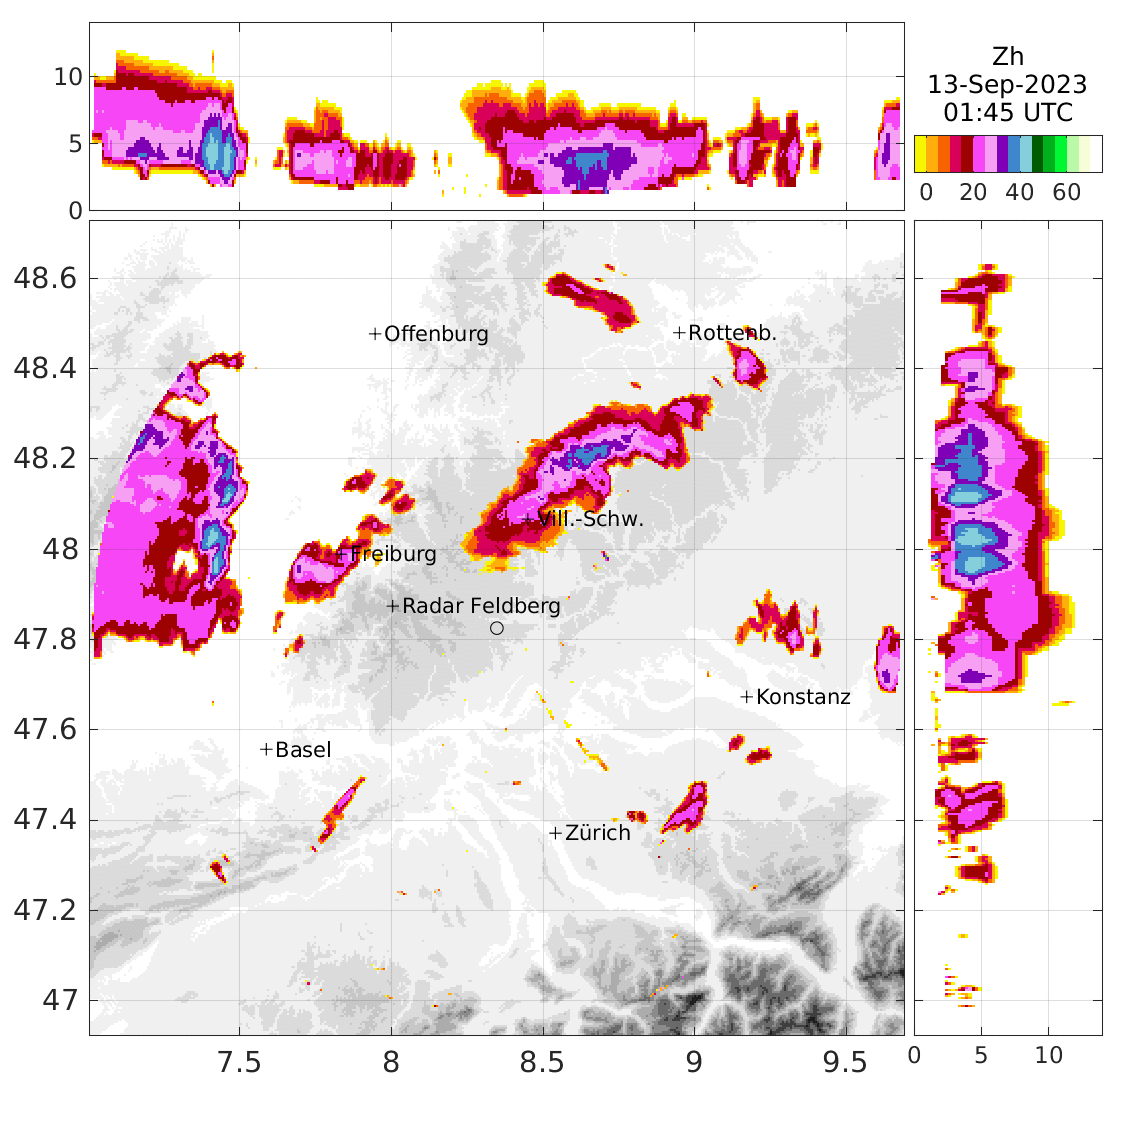 10
5
0
Zh
13-Sep-2023
01:45 UTC
0 20 40 60
48.6
48.4
48.2
48
47.8
47.6
47.4
47.2
47
Offenburg
Rottenb.
Vill.-Schw.
Freiburg
Radar Feldberg
Konstanz
Basel
Zürich
7.5 8 8.5 9 9.5
0 5 10